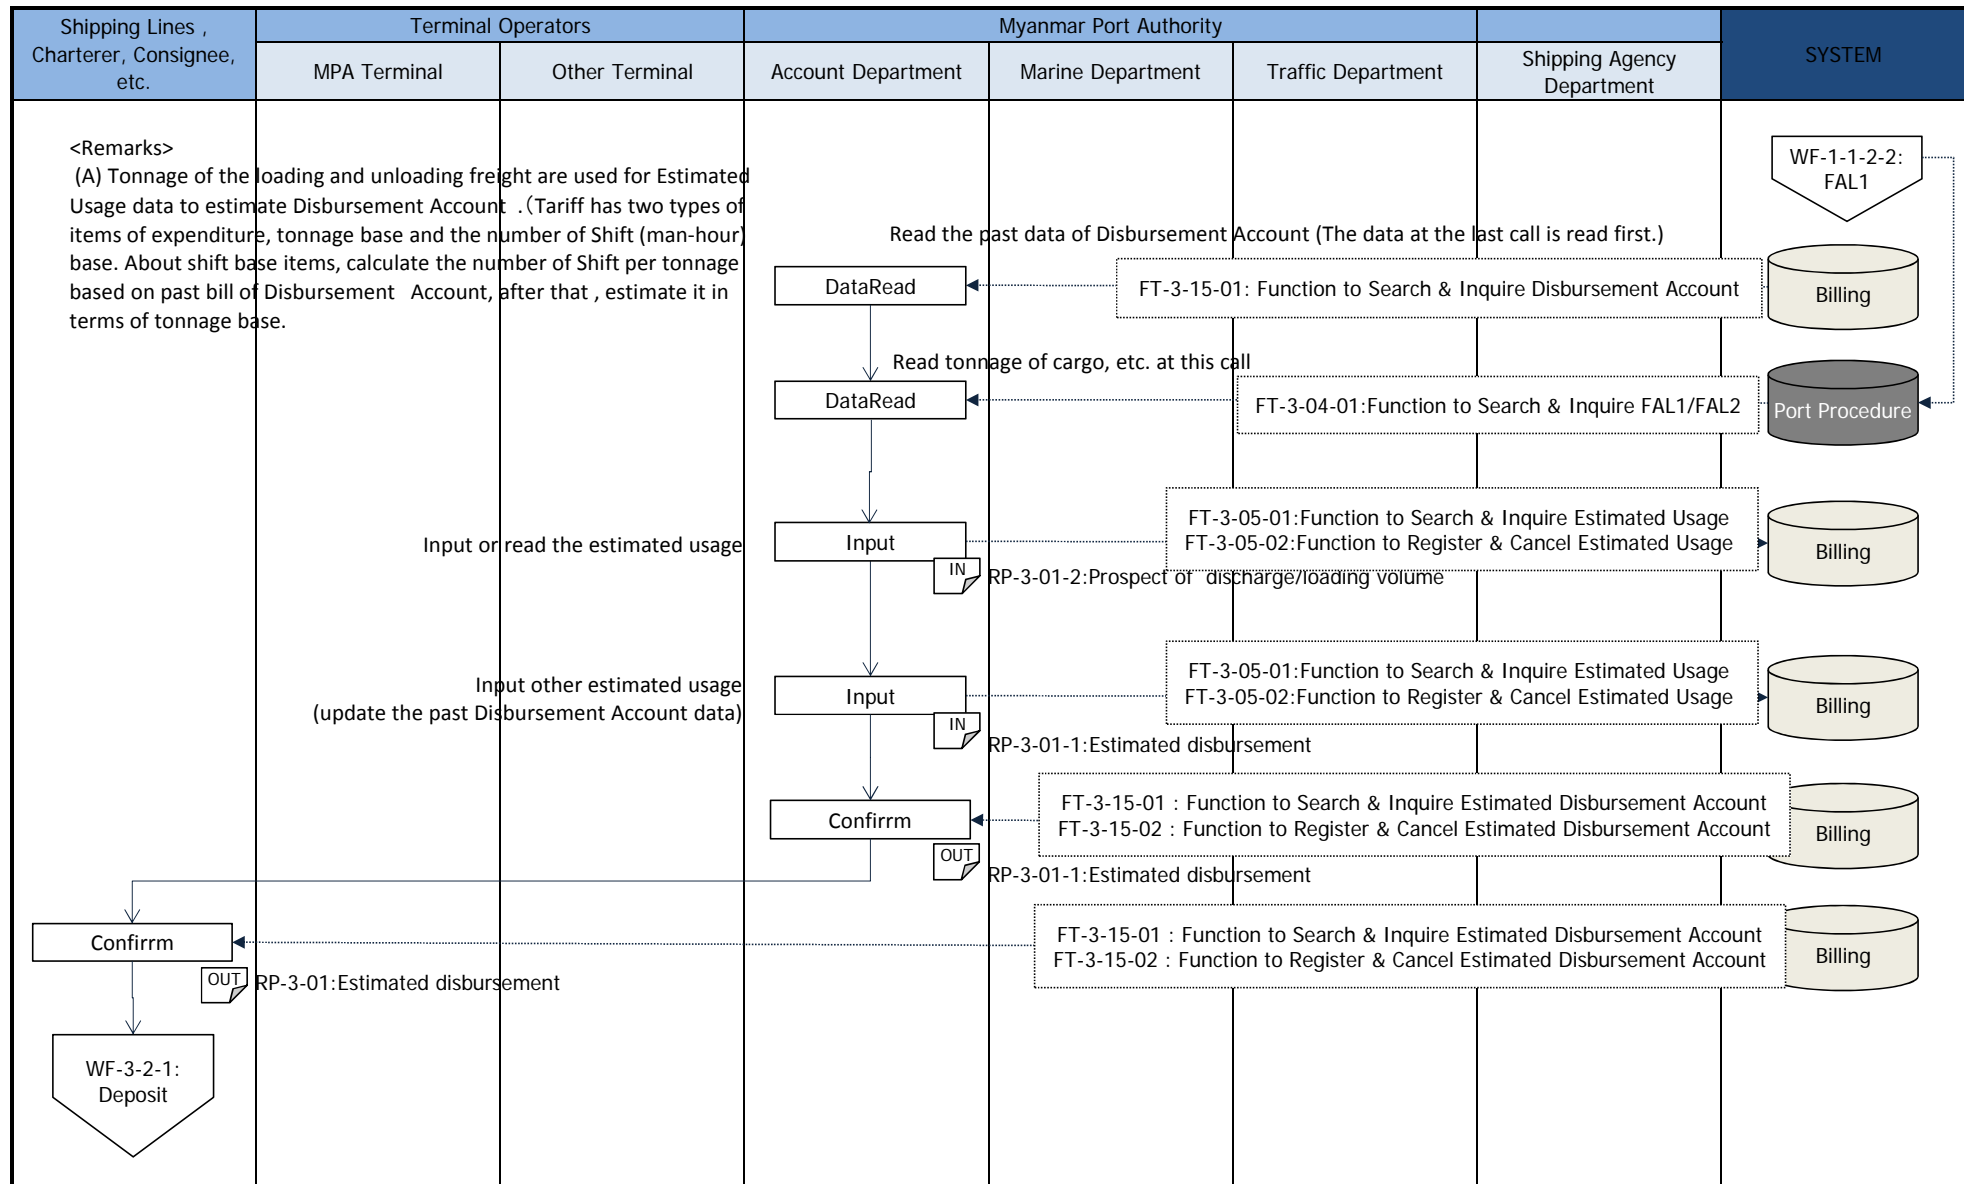 Shipping Lines ,
Charterer, Consignee,
etc.
Terminal Operators
Myanmar Port Authority
SYSTEM
MPA Terminal
Other Terminal
Account Department
Marine Department
Traffic Department
Shipping Agency
Department
<Remarks>
(A) Tonnage of the loading and unloading freight are used for Estimated
Usage data to estimate Disbursement Account .(Tariff has two types of
items of expenditure, tonnage base and the number of Shift (man-hour)
base. About shift base items, calculate the number of Shift per tonnage
based on past bill of Disbursement Account, after that , estimate it in
terms of tonnage base.
WF-1-1-2-2:
FAL1
Read the past data of Disbursement Account (The data at the last call is read first.)
DataRead
FT-3-15-01: Function to Search & Inquire Disbursement Account
Billing
Read tonnage of cargo, etc. at this call
DataRead
FT-3-04-01:Function to Search & Inquire FAL1/FAL2
Port Procedure
Input or read the estimated usage
Input
IN
FT-3-05-01:Function to Search & Inquire Estimated Usage
FT-3-05-02:Function to Register & Cancel Estimated Usage
Billing
RP-3-01-2:Prospect of discharge/loading volume
Input other estimated usage
(update the past Disbursement Account data)
Input
IN
FT-3-05-01:Function to Search & Inquire Estimated Usage
FT-3-05-02:Function to Register & Cancel Estimated Usage
Billing
RP-3-01-1:Estimated disbursement
Confirrm
OUT
FT-3-15-01 : Function to Search & Inquire Estimated Disbursement Account
FT-3-15-02 : Function to Register & Cancel Estimated Disbursement Account
Billing
RP-3-01-1:Estimated disbursement
Confirrm
OUT
FT-3-15-01 : Function to Search & Inquire Estimated Disbursement Account
FT-3-15-02 : Function to Register & Cancel Estimated Disbursement Account
Billing
RP-3-01:Estimated disbursement
WF-3-2-1:
Deposit